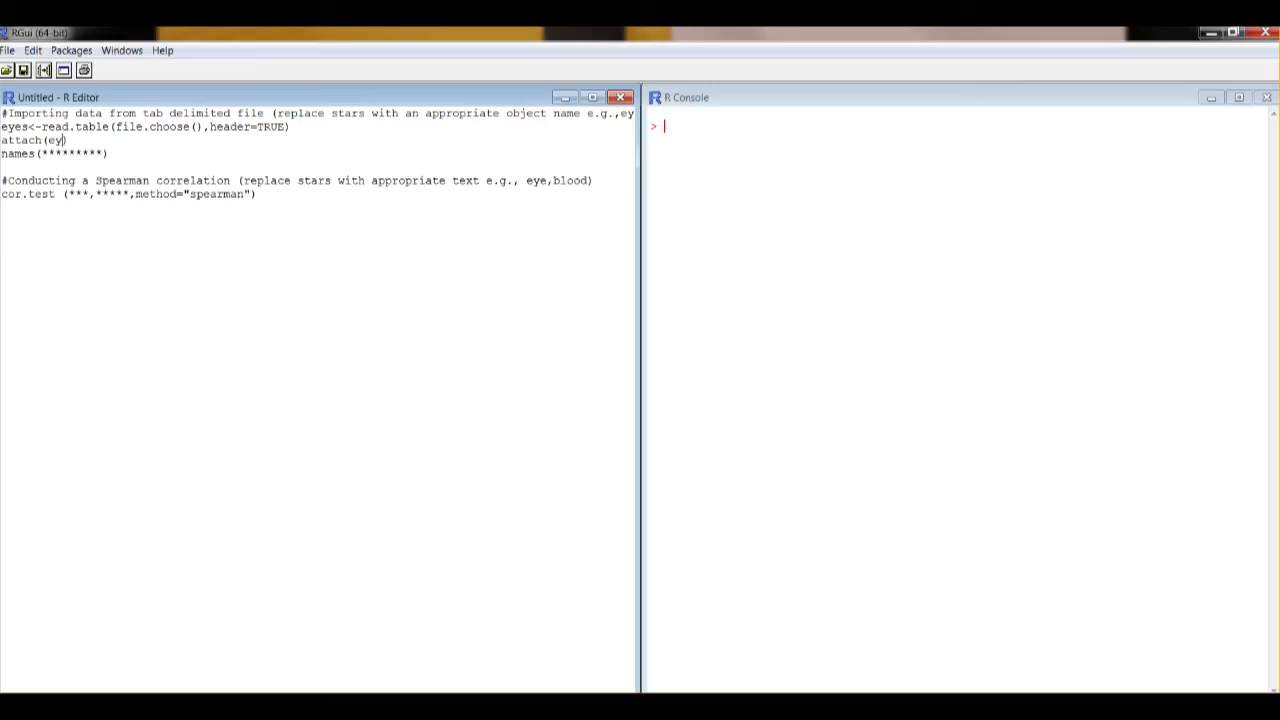 RGui (64-bit)
File Edit Packages Windows Help
Untitled - R Editor
#Importing data from tab delimited file (replace stars with an appropriate object name e.g.,ey
eyes<-read.table(file.choose(),header=TRUE)
attach(ey)
names(*********)
#Conducting a Spearman correlation (replace stars with appropriate text e.g., eye,blood)
cor.test (***,*****,method="spearman")
R Console
>